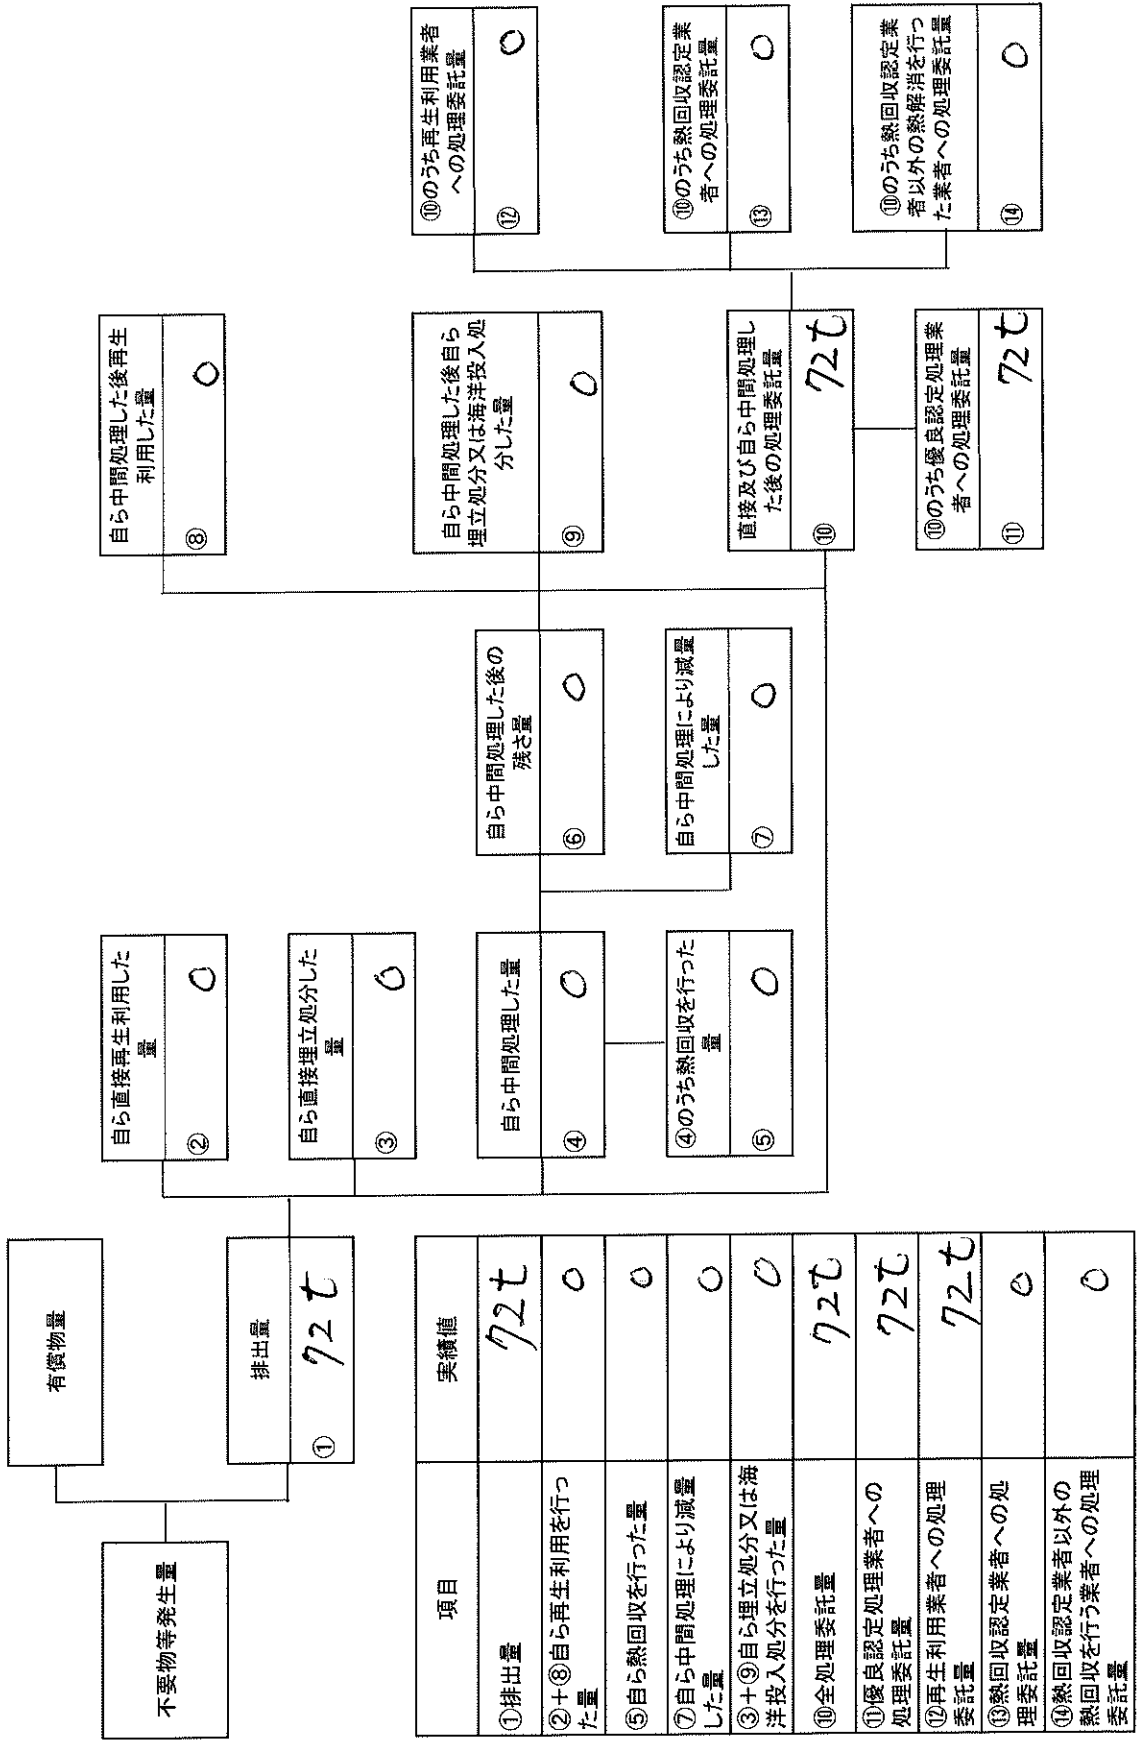 不要物等発生量
有償物量
排出量
① 72t
自ら直接再生利用した
量
② 0
自ら直接埋立処分した
量
③ 0
自ら中間処理した量
④ 0
④のうち熱回収を行った
量
⑤ 0
自ら中間処理した後の
残さ量
⑥ 0
自ら中間処理により減量
した量
⑦ 0
自ら中間処理した後再生
利用した量
⑧ 0
自ら中間処理した後自ら
埋立処分又は海洋投入処
分した量
⑨ 0
直接及び自ら中間処理し
た後の処理委託量
⑩ 72t
⑩のうち優良認定処理業
者への処理委託量
⑪ 72t
⑩のうち再生利用業者
への処理委託量
⑫ 0
⑩のうち熱回収認定業
者への処理委託量
⑬ 0
⑩のうち熱回収認定業
者以外の熱解消を行っ
た業者への処理委託量
⑭ 0
項目 実績値
①排出量 72t
②+⑧自ら再生利用を行っ
た量 0
⑤自ら熱回収を行った量 0
⑦自ら中間処理により減量
した量 0
③+⑨自ら埋立処分又は海
洋投入処分を行った量 0
⑩全処理委託量 72t
⑪優良認定処理業者への
処理委託量 72t
⑫再生利用業者への処理
委託量 72t
⑬熱回収認定業者への処
理委託量 0
⑭熱回収認定業者以外の
熱回収を行う業者への処理
委託量 0